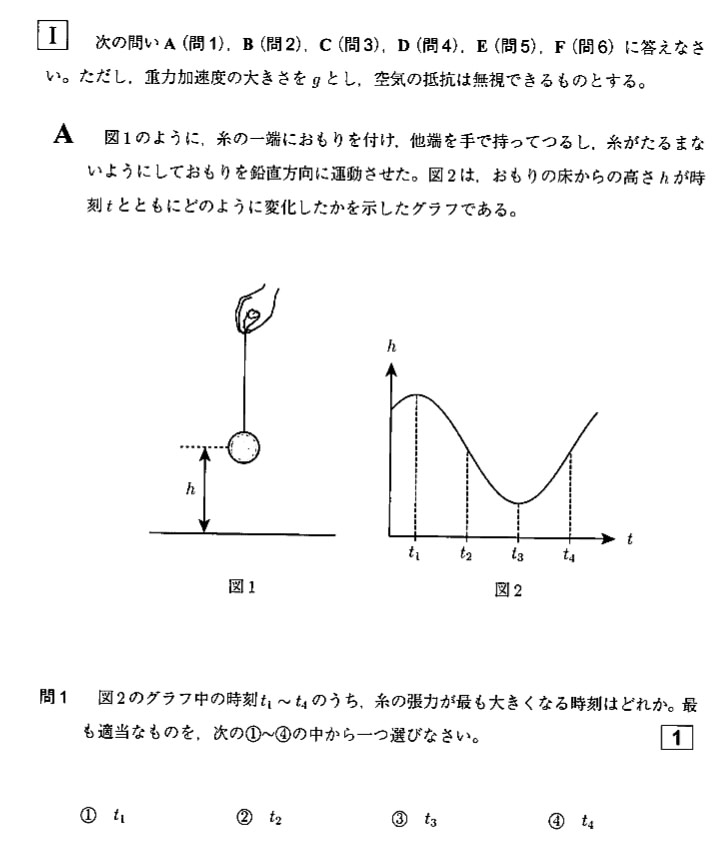 I 次の問い A（問1），B（問2），C（問3），D（問4），E（問5），F（問6）に答えなさ
い。ただし，重力加速度の大きさを g とし，空気の抵抗は無視できるものとする。
A 図1のように，糸の一端におもりを付け，他端を手で持ってつるし，糸がたるまな
いようにしておもりを鉛直方向に運動させた。図2は，おもりの床からの高さ h が時
刻 t とともにどのように変化したかを示したグラフである。
h
h
t
t₁ t₂ t₃ t₄
図1
図2
問1 図2のグラフ中の時刻 t₁ ～ t₄ のうち，糸の張力が最も大きくなる時刻はどれか。最
も適当なものを，次の①～④の中から一つ選びなさい。 1
① t₁ ② t₂ ③ t₃ ④ t₄